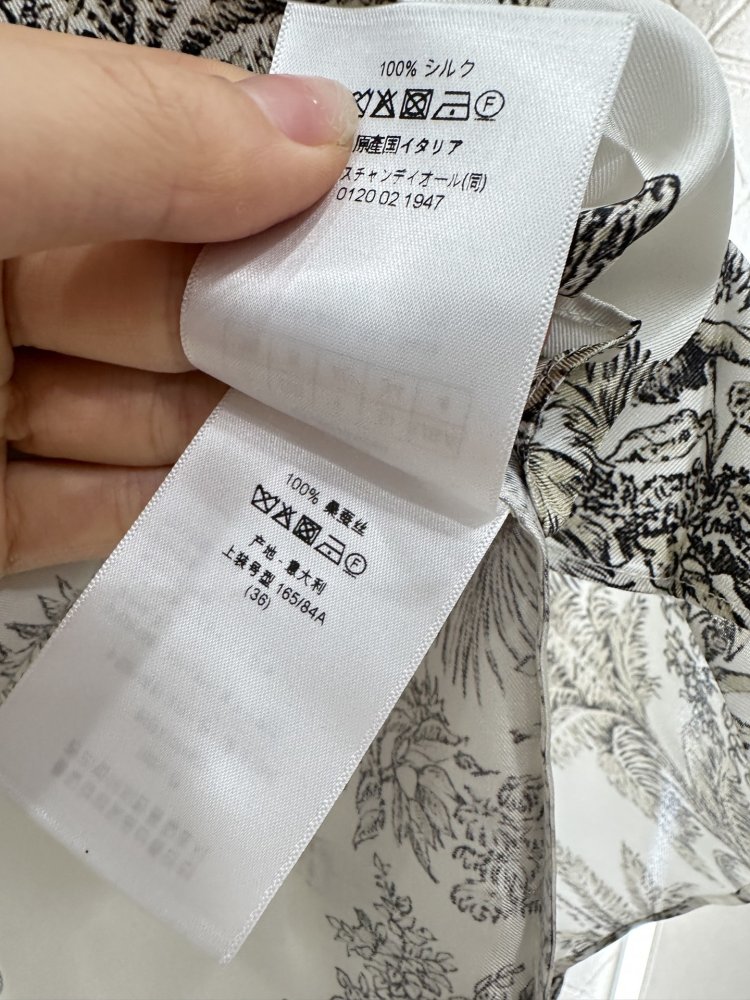 100% シルク
原産国イタリア
スチャンディオール(同)
0120 02 1947
100% 桑蚕丝
产地・意大利
上装号型 165/84A
(36)